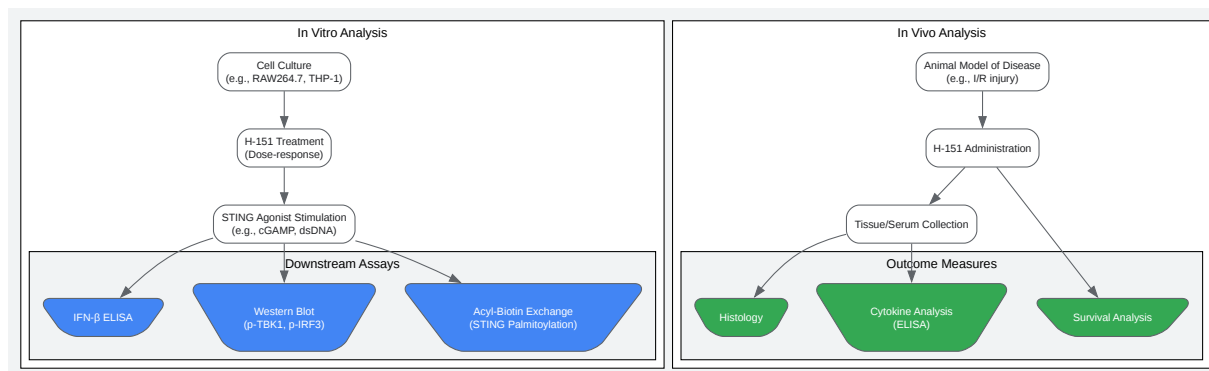 In Vitro Analysis
Cell Culture
(e.g., RAW264.7, THP-1)
H-151 Treatment
(Dose-response)
STING Agonist Stimulation
(e.g., cGAMP, dsDNA)
Downstream Assays
IFN-β ELISA
Western Blot
(p-TBK1, p-IRF3)
Acyl-Biotin Exchange
(STING Palmitoylation)
In Vivo Analysis
Animal Model of Disease
(e.g., I/R injury)
H-151 Administration
Tissue/Serum Collection
Outcome Measures
Histology
Cytokine Analysis
(ELISA)
Survival Analysis